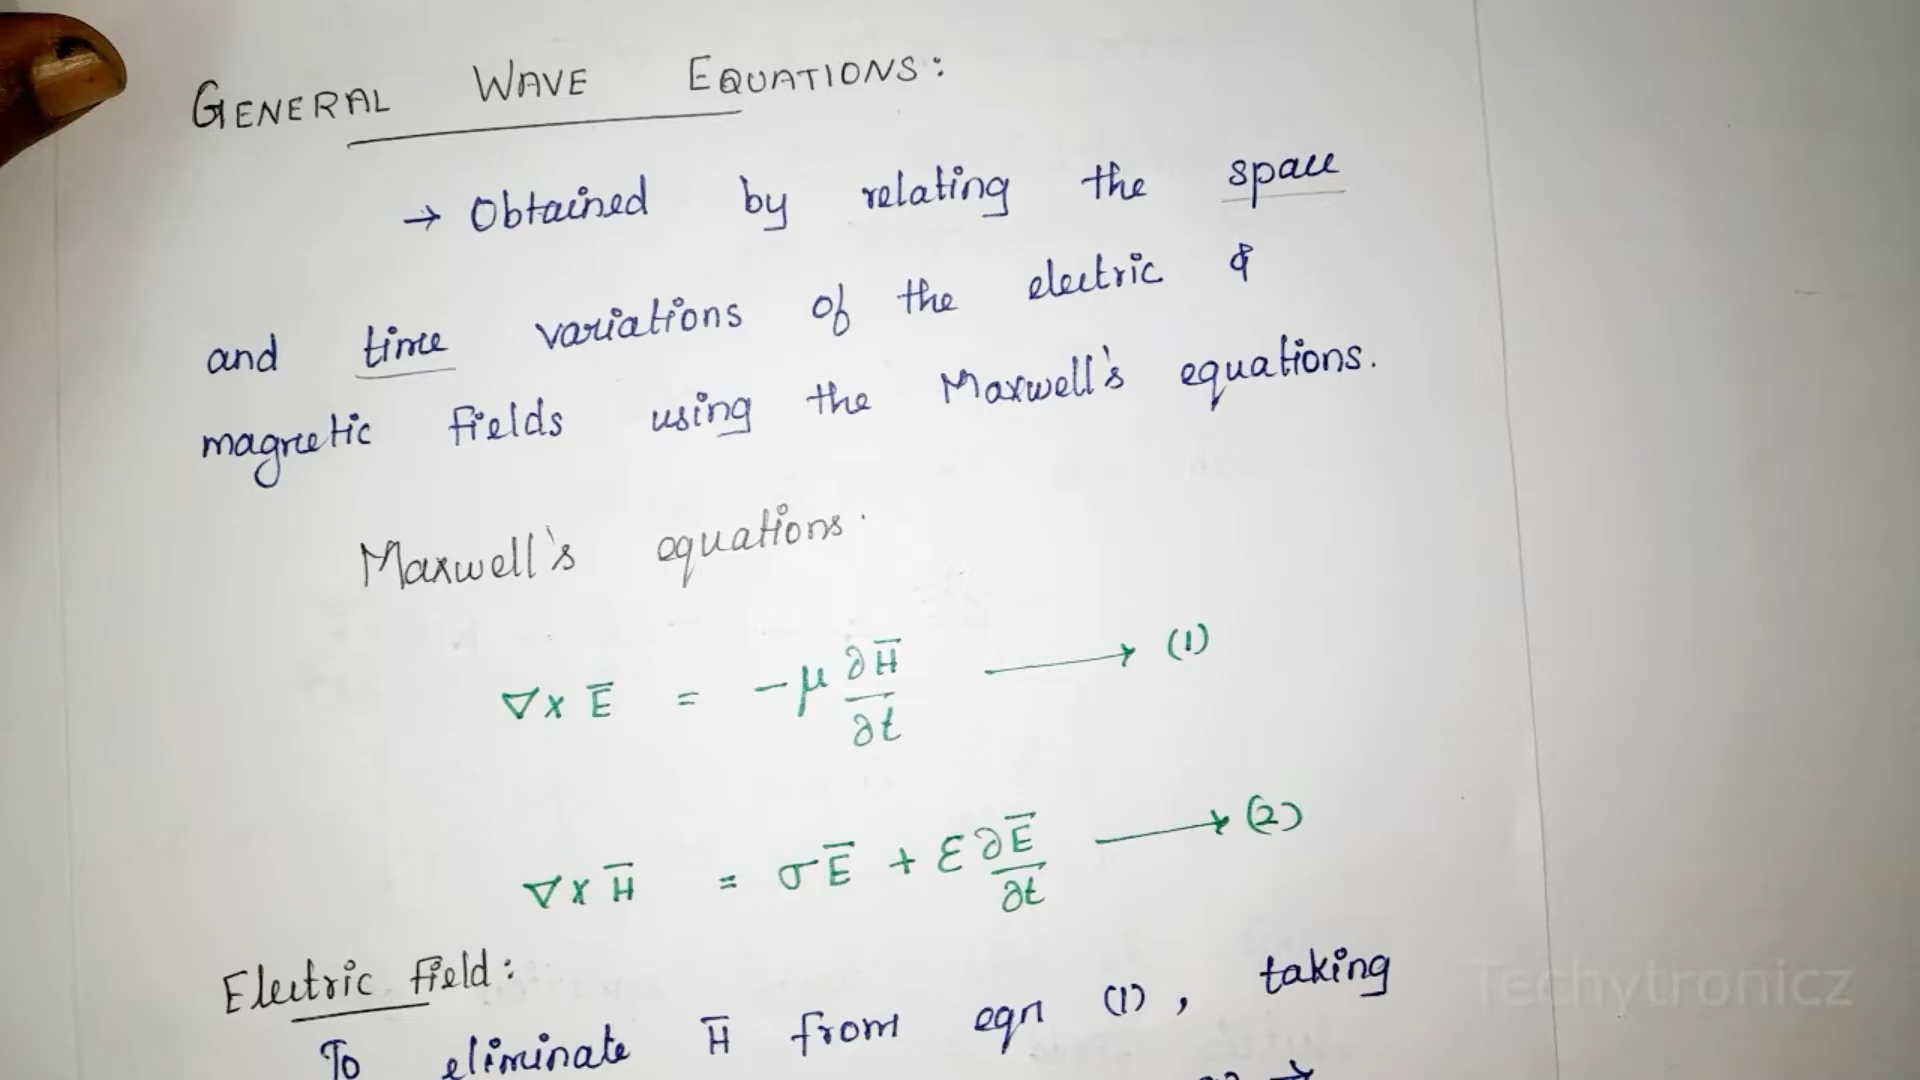 GENERAL WAVE EQUATIONS:
→ Obtained by relating the space
and time variations of the electric &
magnetic fields using the Maxwell's equations.
Maxwell's equations.
∇ x E̅ = -μ ∂H̅/∂t ⟶ (1)
∇ x H̅ = σE̅ + ε ∂E̅/∂t ⟶ (2)
Electric field:
To eliminate H̅ from eqn (1), taking
Techytronicz